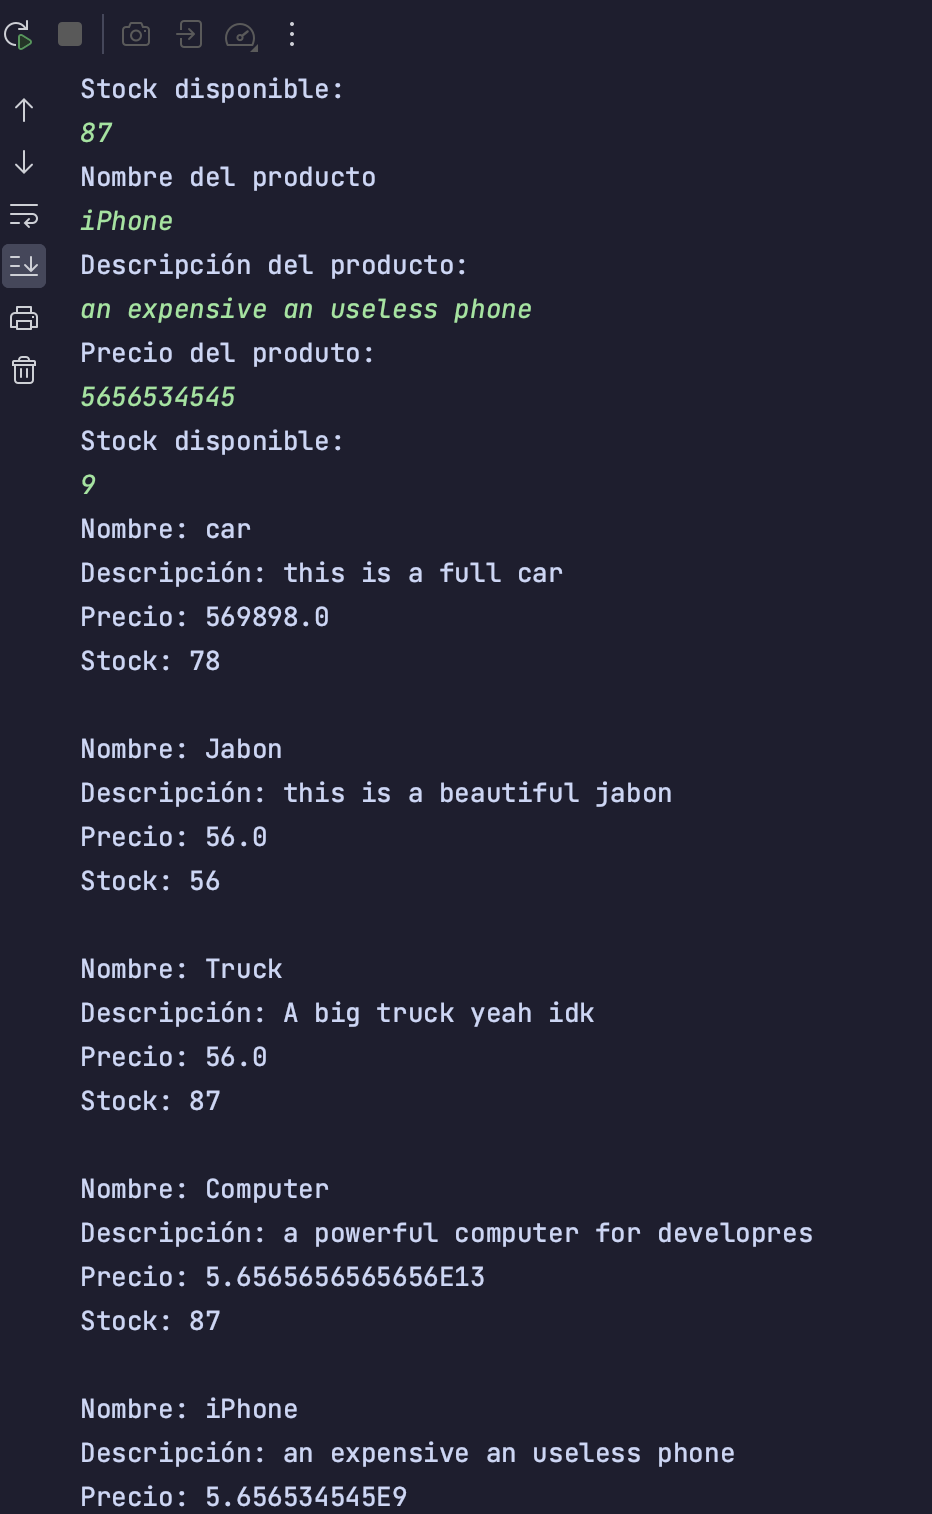 Stock disponible:
87
Nombre del producto
iPhone
Descripción del producto:
an expensive an useless phone
Precio del produto:
5656534545
Stock disponible:
9
Nombre: car
Descripción: this is a full car
Precio: 569898.0
Stock: 78
Nombre: Jabon
Descripción: this is a beautiful jabon
Precio: 56.0
Stock: 56
Nombre: Truck
Descripción: A big truck yeah idk
Precio: 56.0
Stock: 87
Nombre: Computer
Descripción: a powerful computer for developres
Precio: 5.6565656565656E13
Stock: 87
Nombre: iPhone
Descripción: an expensive an useless phone
Precio: 5.656534545E9